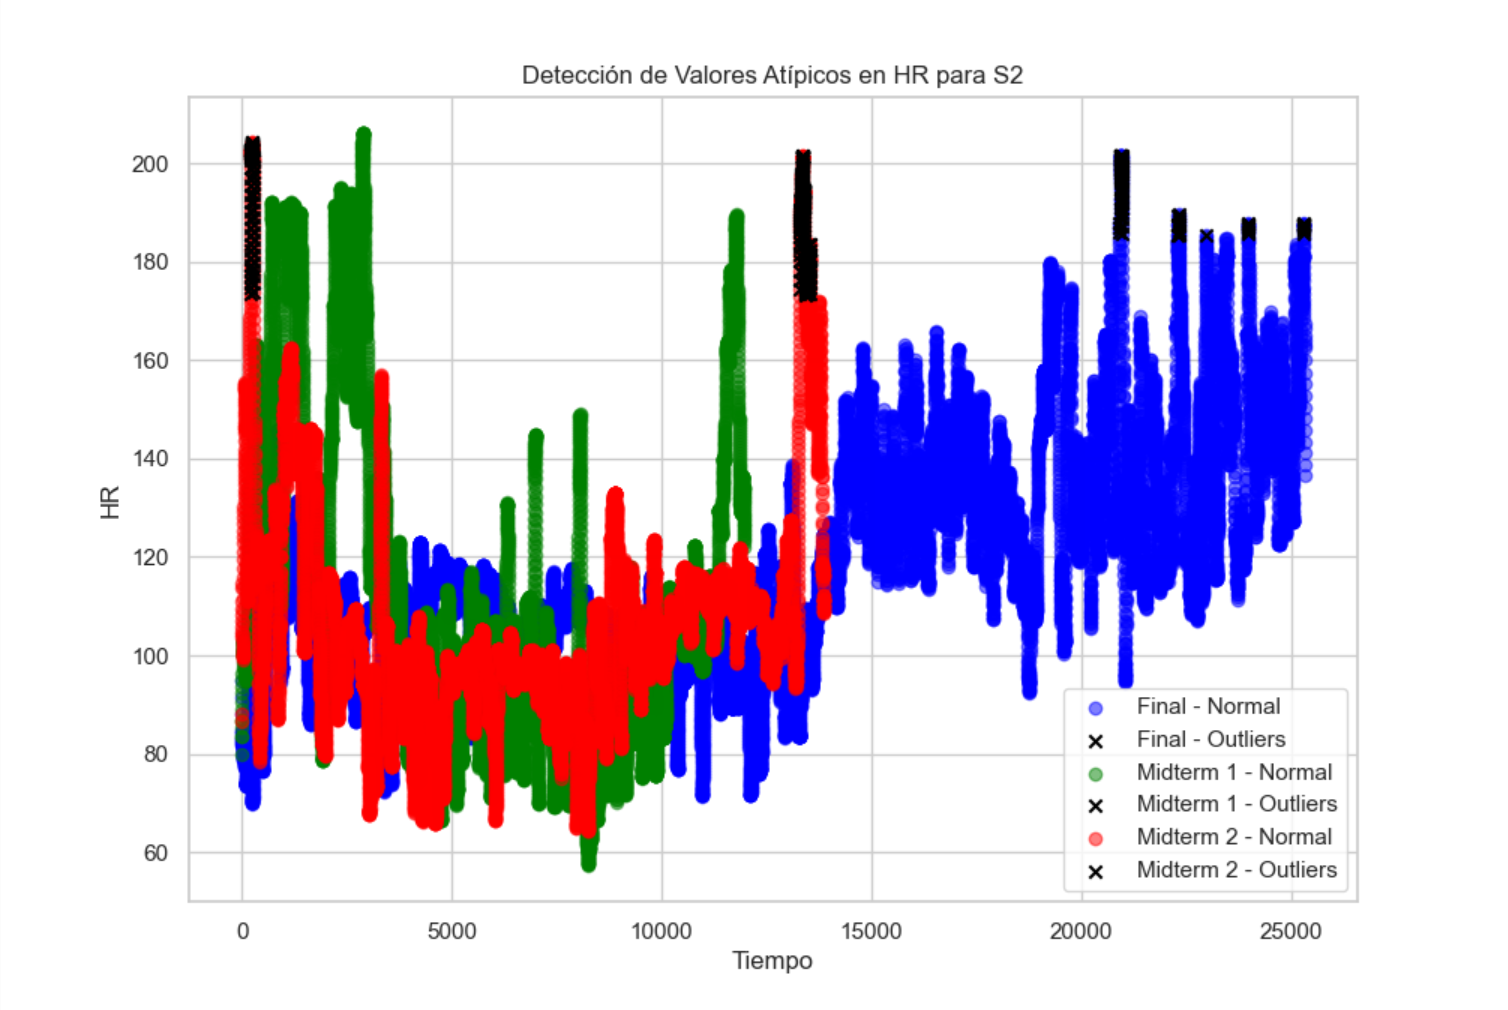 Detección de Valores Atípicos en HR para S2
HR
200
180
160
140
120
100
80
60
0
5000
10000
15000
20000
25000
Tiempo
Final - Normal
Final - Outliers
Midterm 1 - Normal
Midterm 1 - Outliers
Midterm 2 - Normal
Midterm 2 - Outliers